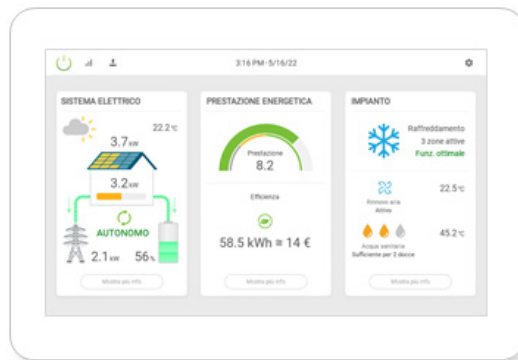 3:16 PM - 5/16/22
SISTEMA ELETTRICO
22.2 °C
3.7 kW
3.2 kW
AUTONOMO
2.1 kW
56%
Mostra più info
PRESTAZIONE ENERGETICA
Prestazione
8.2
Efficienza
58.5 kWh ≅ 14 €
Mostra più info
IMPIANTO
Raffreddamento
3 zone attive
Funz. ottimale
Rinnovo aria
Attivo
22.5 °C
45.2 °C
Acqua sanitaria
Sufficiente per 2 docce
Mostra più info